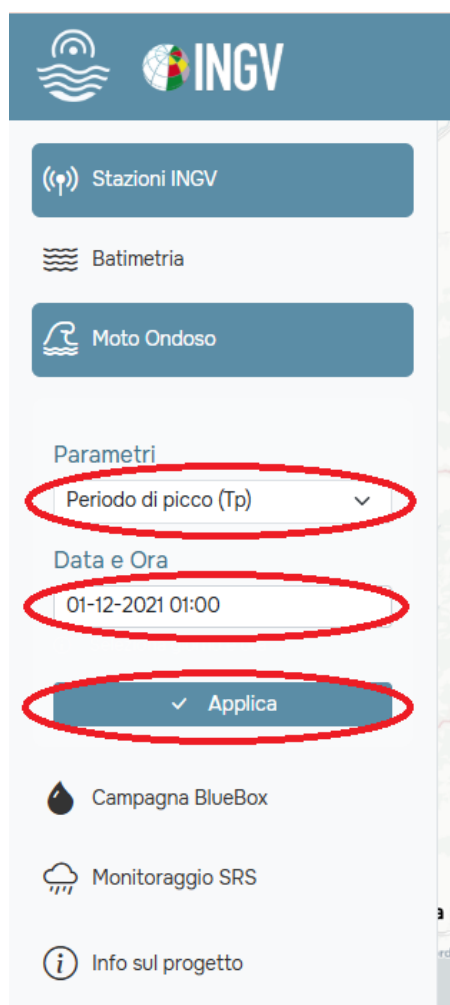 INGV
Stazioni INGV
Batimetria
Moto Ondoso
Parametri
Periodo di picco (Tp)
Data e Ora
01-12-2021 01:00
Applica
Campagna BlueBox
Monitoraggio SRS
Info sul progetto